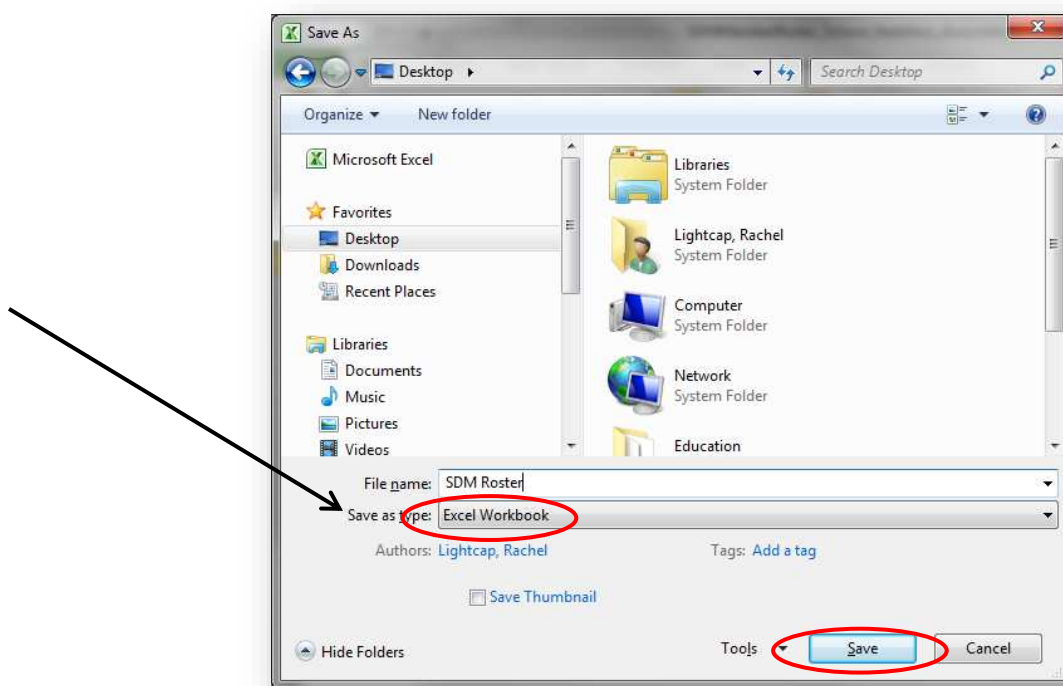 Save As
Desktop
Search Desktop
Organize
New folder
Microsoft Excel
Favorites
Desktop
Downloads
Recent Places
Libraries
Documents
Music
Pictures
Videos
Libraries
System Folder
Lightcap, Rachel
System Folder
Computer
System Folder
Network
System Folder
Education
File name: SDM Roster
Save as type: Excel Workbook
Authors: Lightcap, Rachel
Tags: Add a tag
Save Thumbnail
Hide Folders
Tools
Save
Cancel